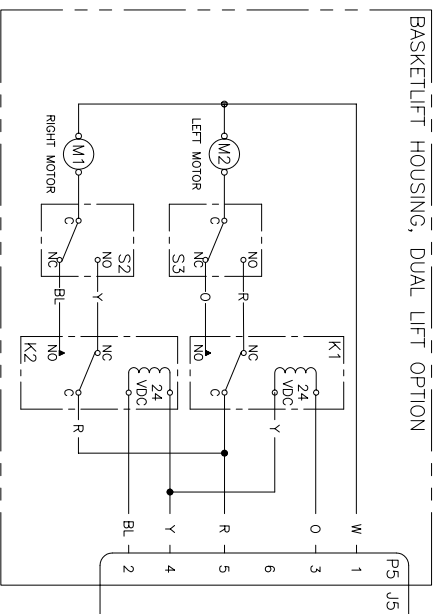 BASKETLIFT HOUSING, DUAL LIFT OPTION
P5 J5
W 1
O 3
6
R 5
Y 4
BL 2
K1
24
VDC
Y
NC
NO
C
K2
24
VDC
NC
NO
C
R
R
O
Y
BL
S3
NO
NC
C
S2
NO
NC
C
M2
LEFT MOTOR
M1
RIGHT MOTOR